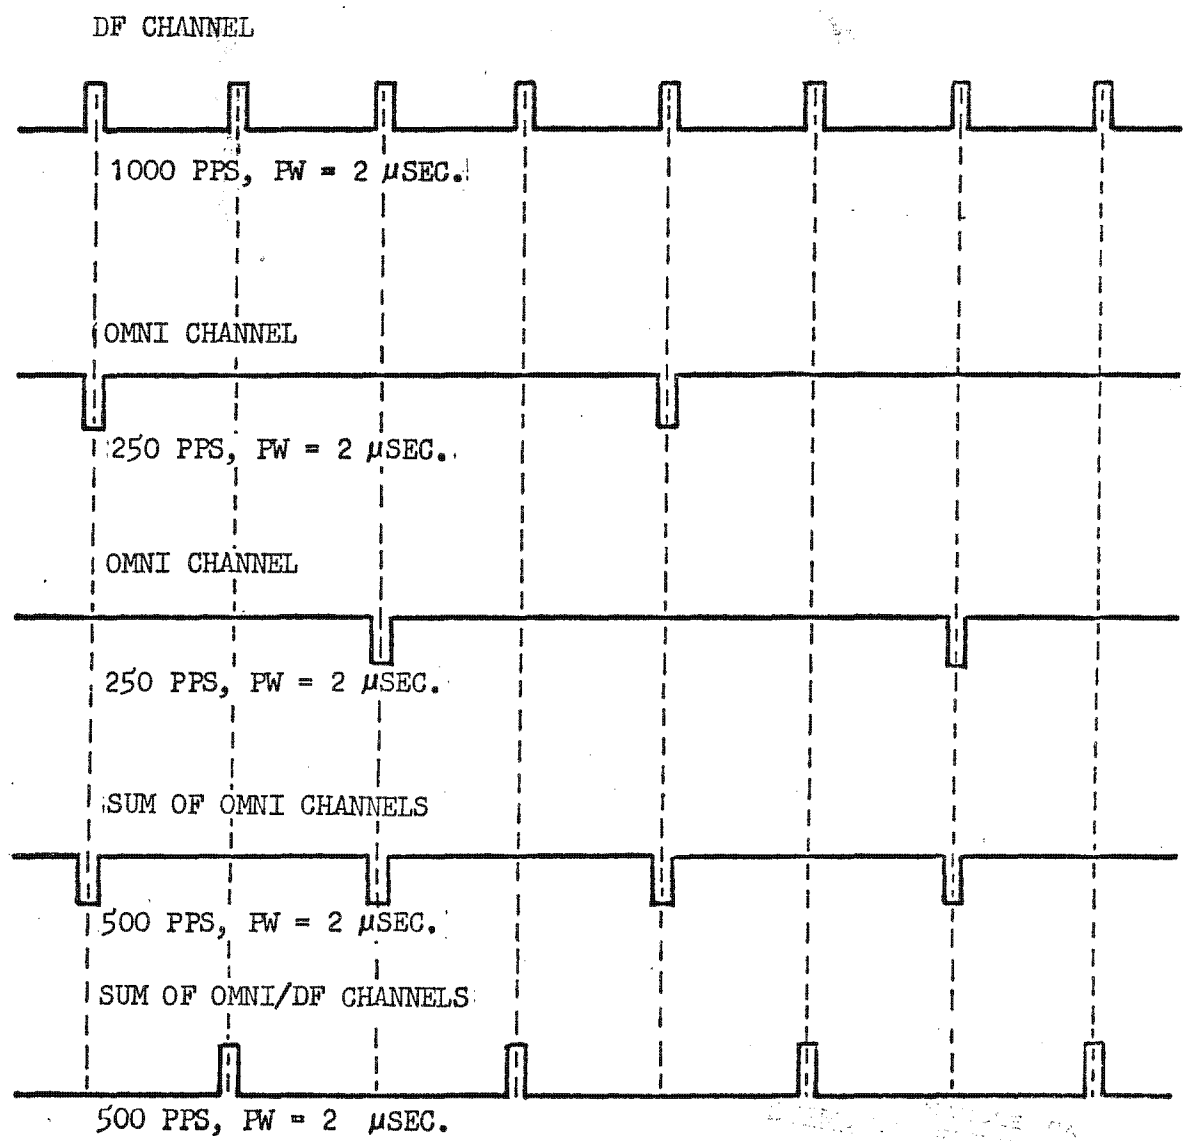 DF CHANNEL
1000 PPS, PW = 2 μSEC.
OMNI CHANNEL
250 PPS, PW = 2 μSEC.
OMNI CHANNEL
250 PPS, PW = 2 μSEC.
SUM OF OMNI CHANNELS
500 PPS, PW = 2 μSEC.
SUM OF OMNI/DF CHANNELS
500 PPS, PW = 2 μSEC.